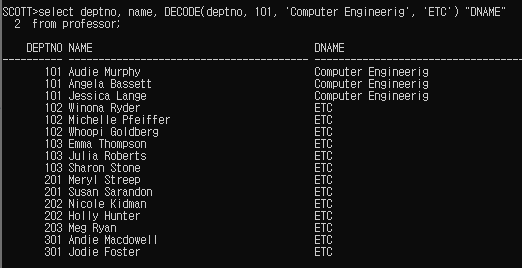 SCOTT>select deptno, name, DECODE(deptno, 101, 'Computer Engineerig', 'ETC') "DNAME"
2 from professor;
DEPTNO NAME DNAME
---------- ---------------------------------------- --------------------------------------
101 Audie Murphy Computer Engineerig
101 Angela Bassett Computer Engineerig
101 Jessica Lange Computer Engineerig
102 Winona Ryder ETC
102 Michelle Pfeiffer ETC
102 Whoopi Goldberg ETC
103 Emma Thompson ETC
103 Julia Roberts ETC
103 Sharon Stone ETC
201 Meryl Streep ETC
201 Susan Sarandon ETC
202 Nicole Kidman ETC
202 Holly Hunter ETC
203 Meg Ryan ETC
301 Andie Macdowell ETC
301 Jodie Foster ETC